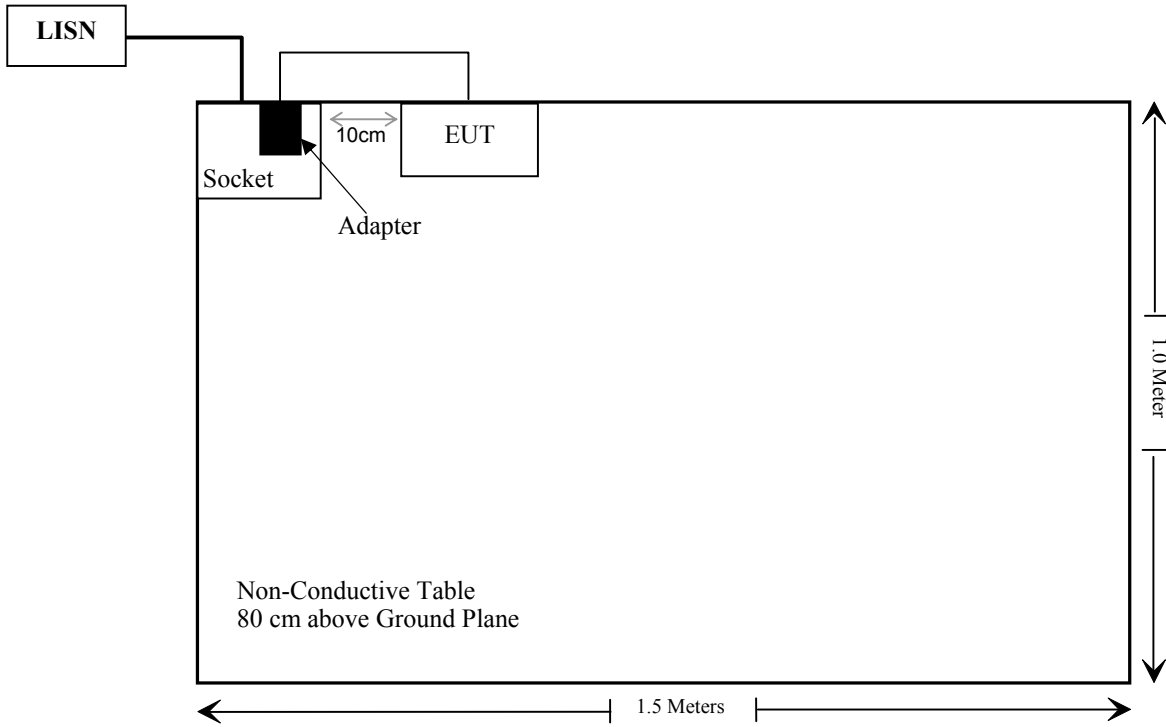 LISN
10cm
EUT
Socket
Adapter
1.0 Meter
Non-Conductive Table
80 cm above Ground Plane
1.5 Meters